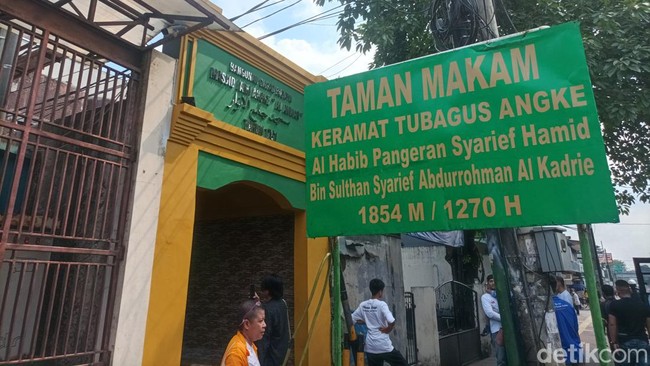 TAMAN MAKAM
KERAMAT TUBAGUS ANGKE
Al Habib Pangeran Syarief Hamid
Bin Sulthan Syarief Abdurrohman Al Kadrie
1854 M / 1270 H
MASJID
detikcom